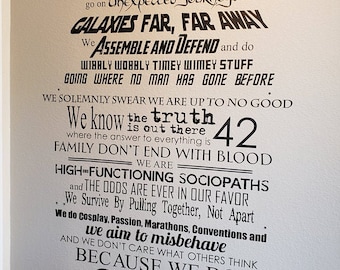 go on Unexpected Journeys
GALAXIES FAR, FAR AWAY
We ASSEMBLE AND DEFEND and do
WIBBLY WOBBLY TIMEY WIMEY STUFF
GOING WHERE NO MAN HAS GONE BEFORE
WE SOLEMNLY SWEAR WE ARE UP TO NO GOOD
We know the truth is out there
where the answer to everything is 42
FAMILY DON'T END WITH BLOOD
WE ARE
HIGH-FUNCTIONING SOCIOPATHS
and THE ODDS ARE EVER IN OUR FAVOR
We Survive By Pulling Together, Not Apart
We do Cosplay, Passion, Marathons, Conventions and
we aim to misbehave
AND WE DON'T CARE WHAT OTHERS THINK
BECAUSE WE DO